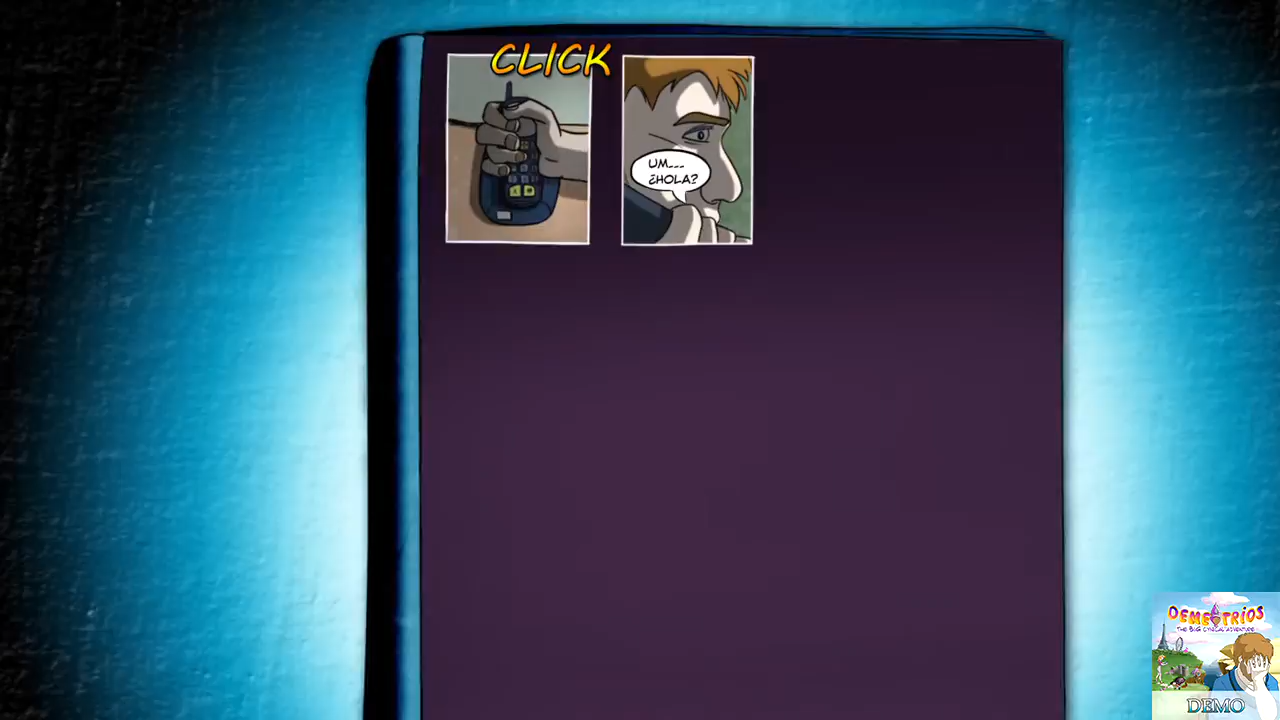 CLICK
UM...
¿HOLA?
DEMETRIOS
THE BIG CYNICAL ADVENTURE
DEMO